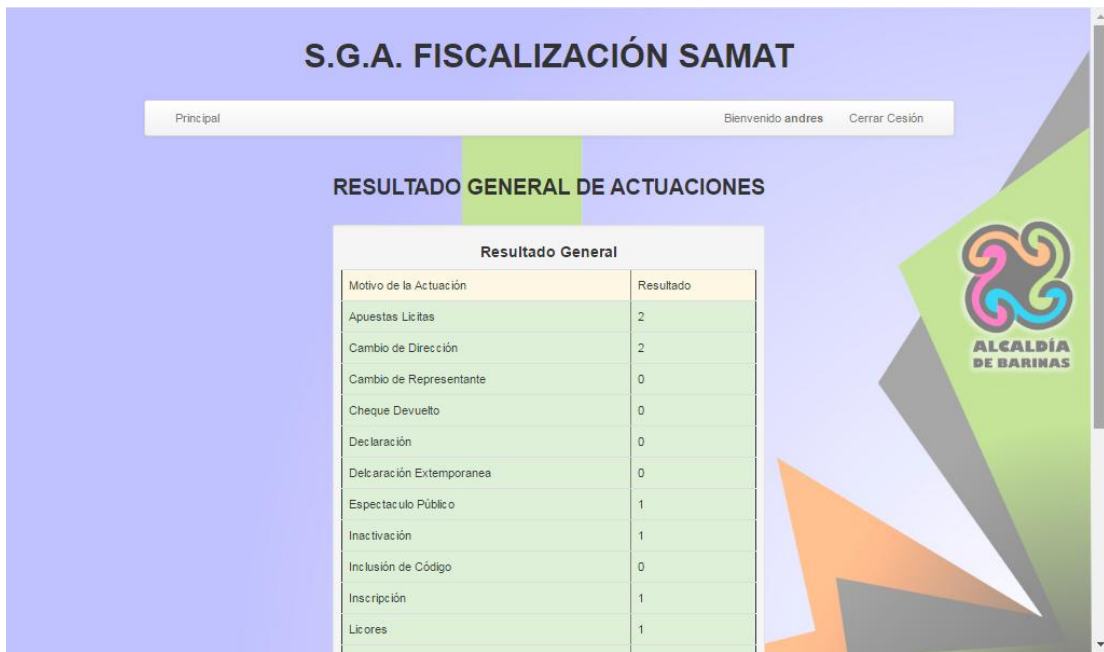 S.G.A. FISCALIZACIÓN SAMAT
Principal Bienvenido andres Cerrar Cesión
RESULTADO GENERAL DE ACTUACIONES
Resultado General
Motivo de la Actuación Resultado
Apuestas Licitas 2
Cambio de Dirección 2
Cambio de Representante 0
Cheque Devuelto 0
Declaración 0
Delcaración Extemporanea 0
Espectaculo Público 1
Inactivación 1
Inclusión de Código 0
Inscripción 1
Licores 1
ALCALDÍA
DE BARINAS